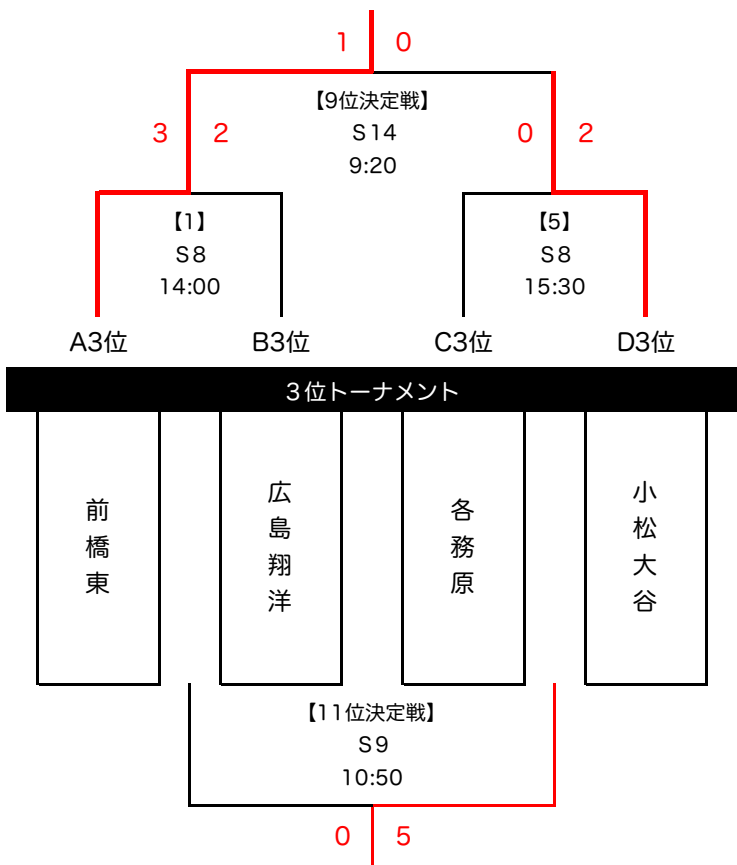 1 0
【9位決定戦】
S14
9:20
3 2
0 2
【1】
S8
14:00
【5】
S8
15:30
A3位 B3位 C3位 D3位
３位トーナメント
前橋東
広島翔洋
各務原
小松大谷
【11位決定戦】
S9
10:50
0 5